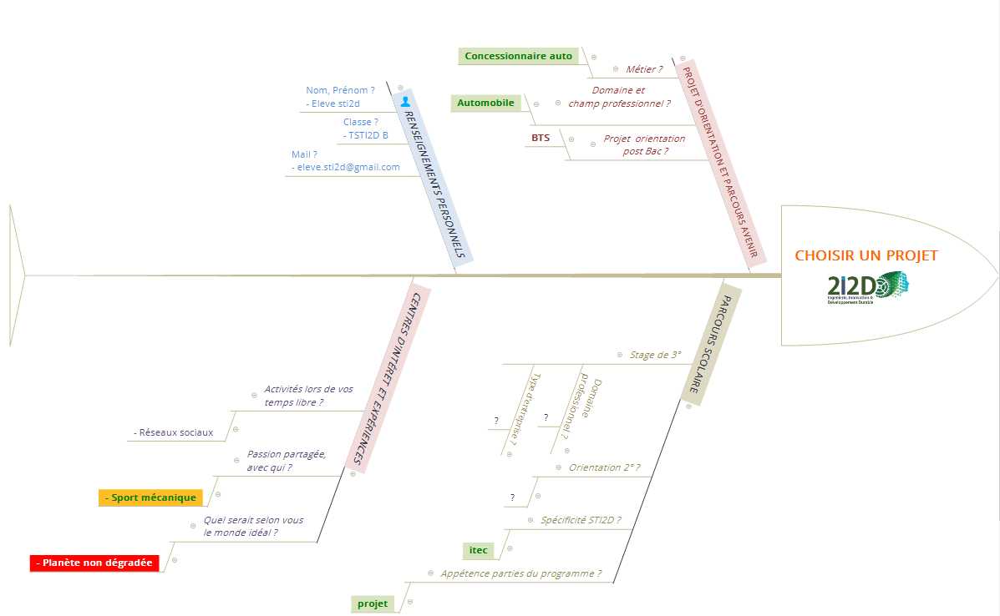 Concessionnaire auto
Métier ?
Automobile
Domaine et
champ professionnel ?
BTS
Projet orientation
post Bac ?
PROJET D'ORIENTATION ET PARCOURS AVENIR
Nom, Prénom ?
- Eleve sti2d
Classe ?
- TSTI2D B
Mail ?
- eleve.sti2d@gmail.com
RENSEIGNEMENTS PERSONNELS
CHOISIR UN PROJET
2I2D
Ingénierie, Innovation &
Développement Durable
CENTRES D'INTÉRET ET EXPÉRIENCES
Activités lors de vos
temps libre ?
- Réseaux sociaux
Passion partagée,
avec qui ?
- Sport mécanique
Quel serait selon vous
le monde idéal ?
- Planète non dégradée
PARCOURS SCOLAIRE
Stage de 3°
Type d'entreprise ?
?
Domaine
professionnel ?
?
Orientation 2° ?
?
Spécificité STI2D ?
itec
Appétence parties du programme ?
projet